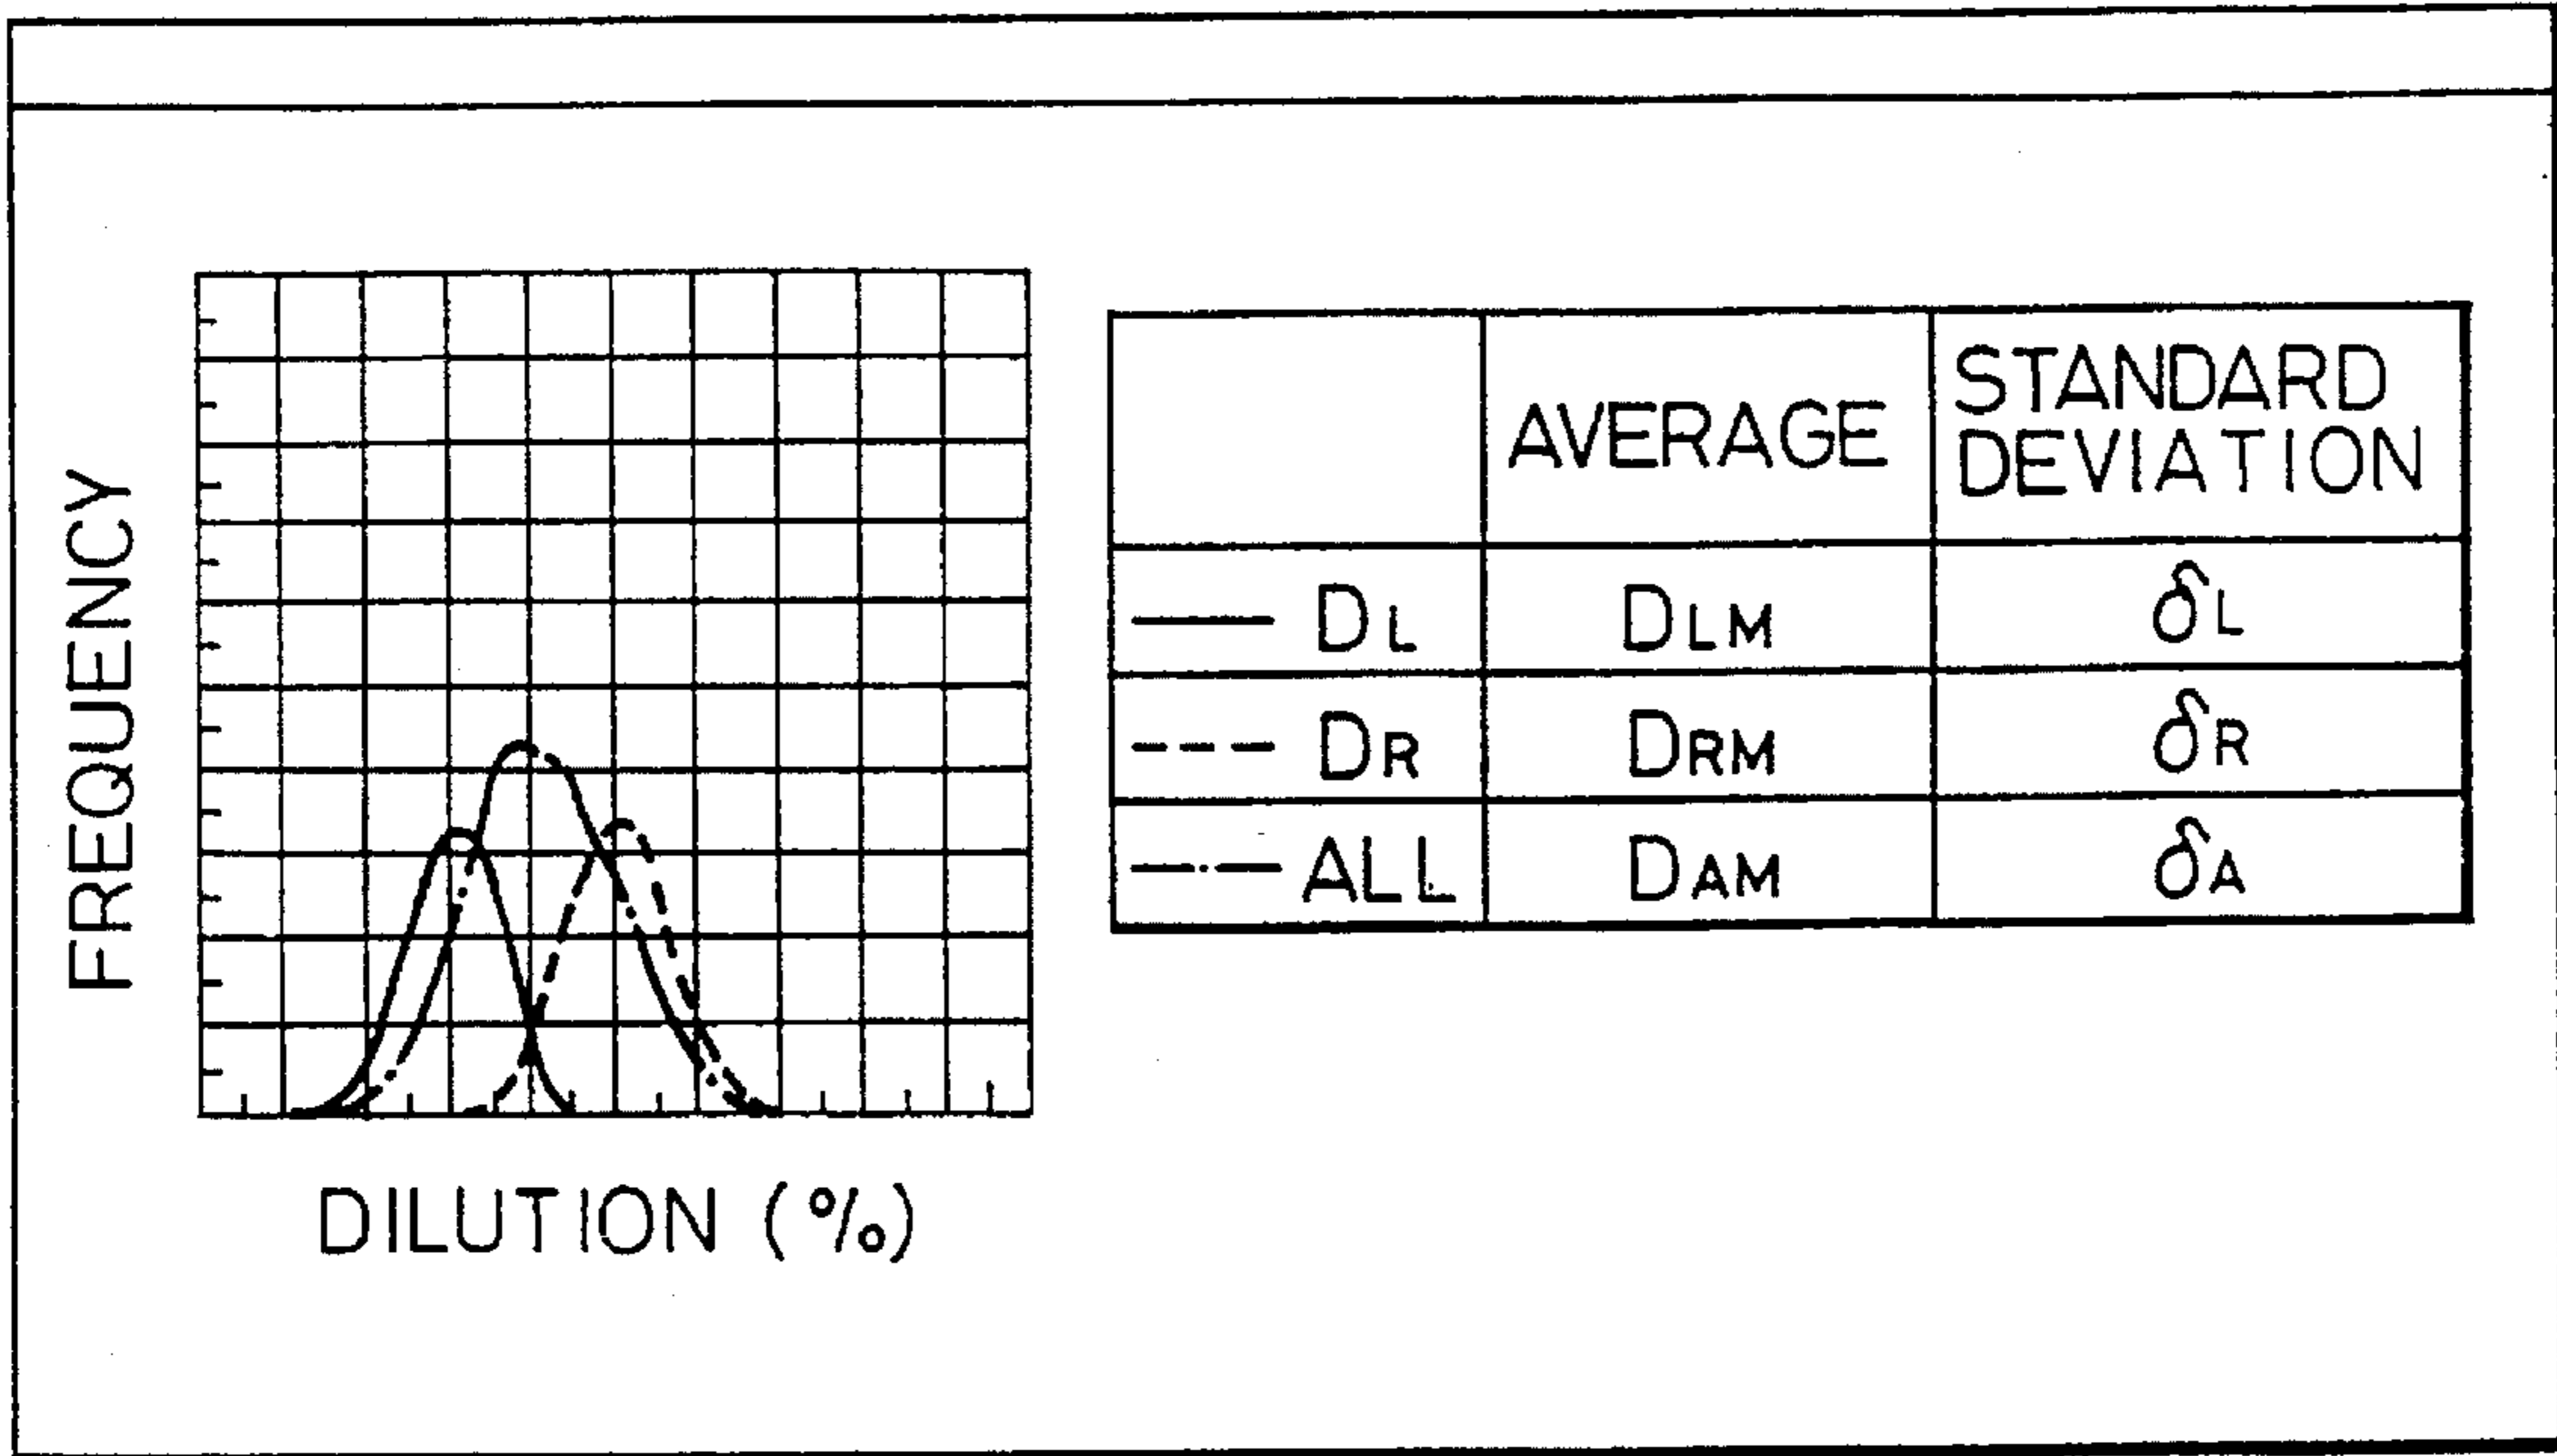 FREQUENCY
DILUTION (%)
AVERAGE
STANDARD
DEVIATION
DL DLM δL
DR DRM δR
ALL DAM δA